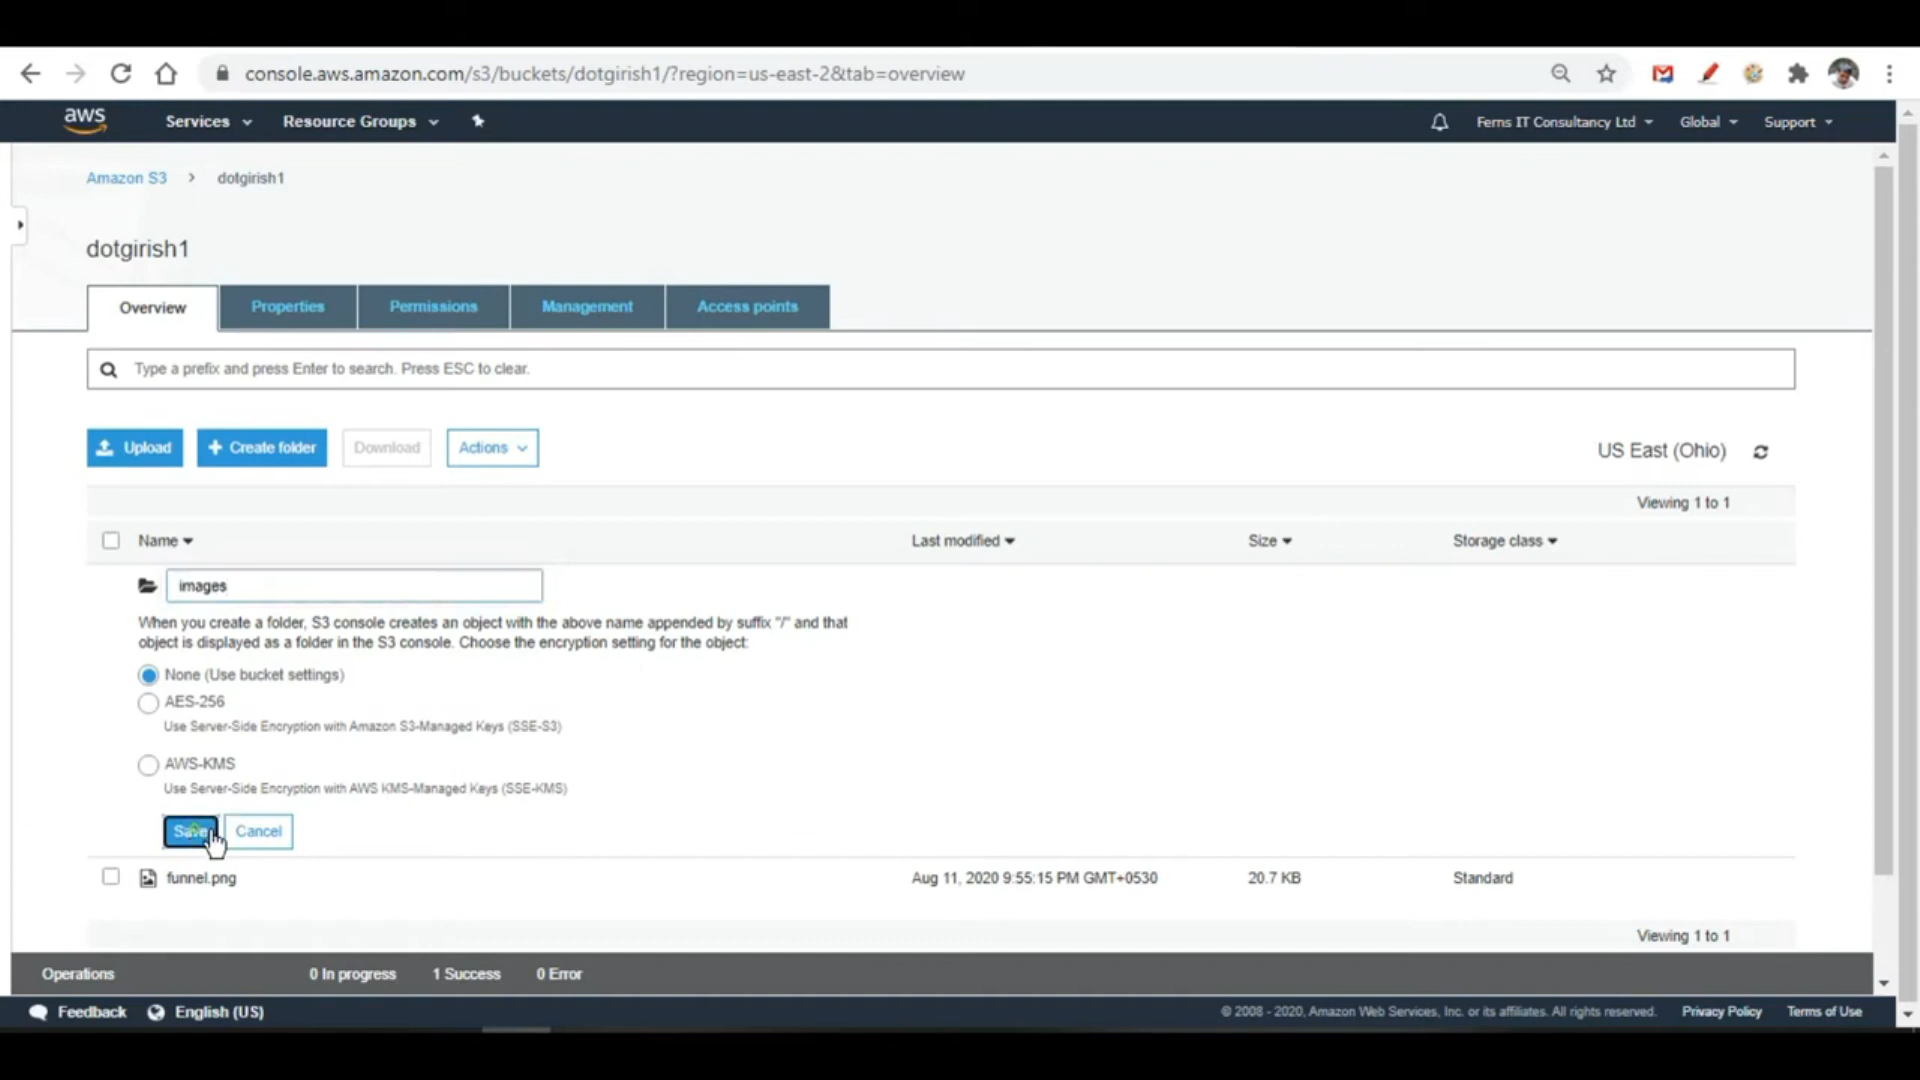 console.aws.amazon.com/s3/buckets/dotgirish1/?region=us-east-2&tab=overview
aws Services Resource Groups Ferns IT Consultancy Ltd Global Support
Amazon S3 > dotgirish1
dotgirish1
Overview Properties Permissions Management Access points
Type a prefix and press Enter to search. Press ESC to clear.
Upload + Create folder Download Actions US East (Ohio)
Viewing 1 to 1
Name Last modified Size Storage class
images
When you create a folder, S3 console creates an object with the above name appended by suffix "/" and that
object is displayed as a folder in the S3 console. Choose the encryption setting for the object:
None (Use bucket settings)
AES-256
Use Server-Side Encryption with Amazon S3-Managed Keys (SSE-S3)
AWS-KMS
Use Server-Side Encryption with AWS KMS-Managed Keys (SSE-KMS)
Save Cancel
funnel.png Aug 11, 2020 9:55:15 PM GMT+0530 20.7 KB Standard
Viewing 1 to 1
Operations 0 In progress 1 Success 0 Error
Feedback English (US) © 2008 - 2020, Amazon Web Services, Inc. or its affiliates. All rights reserved. Privacy Policy Terms of Use